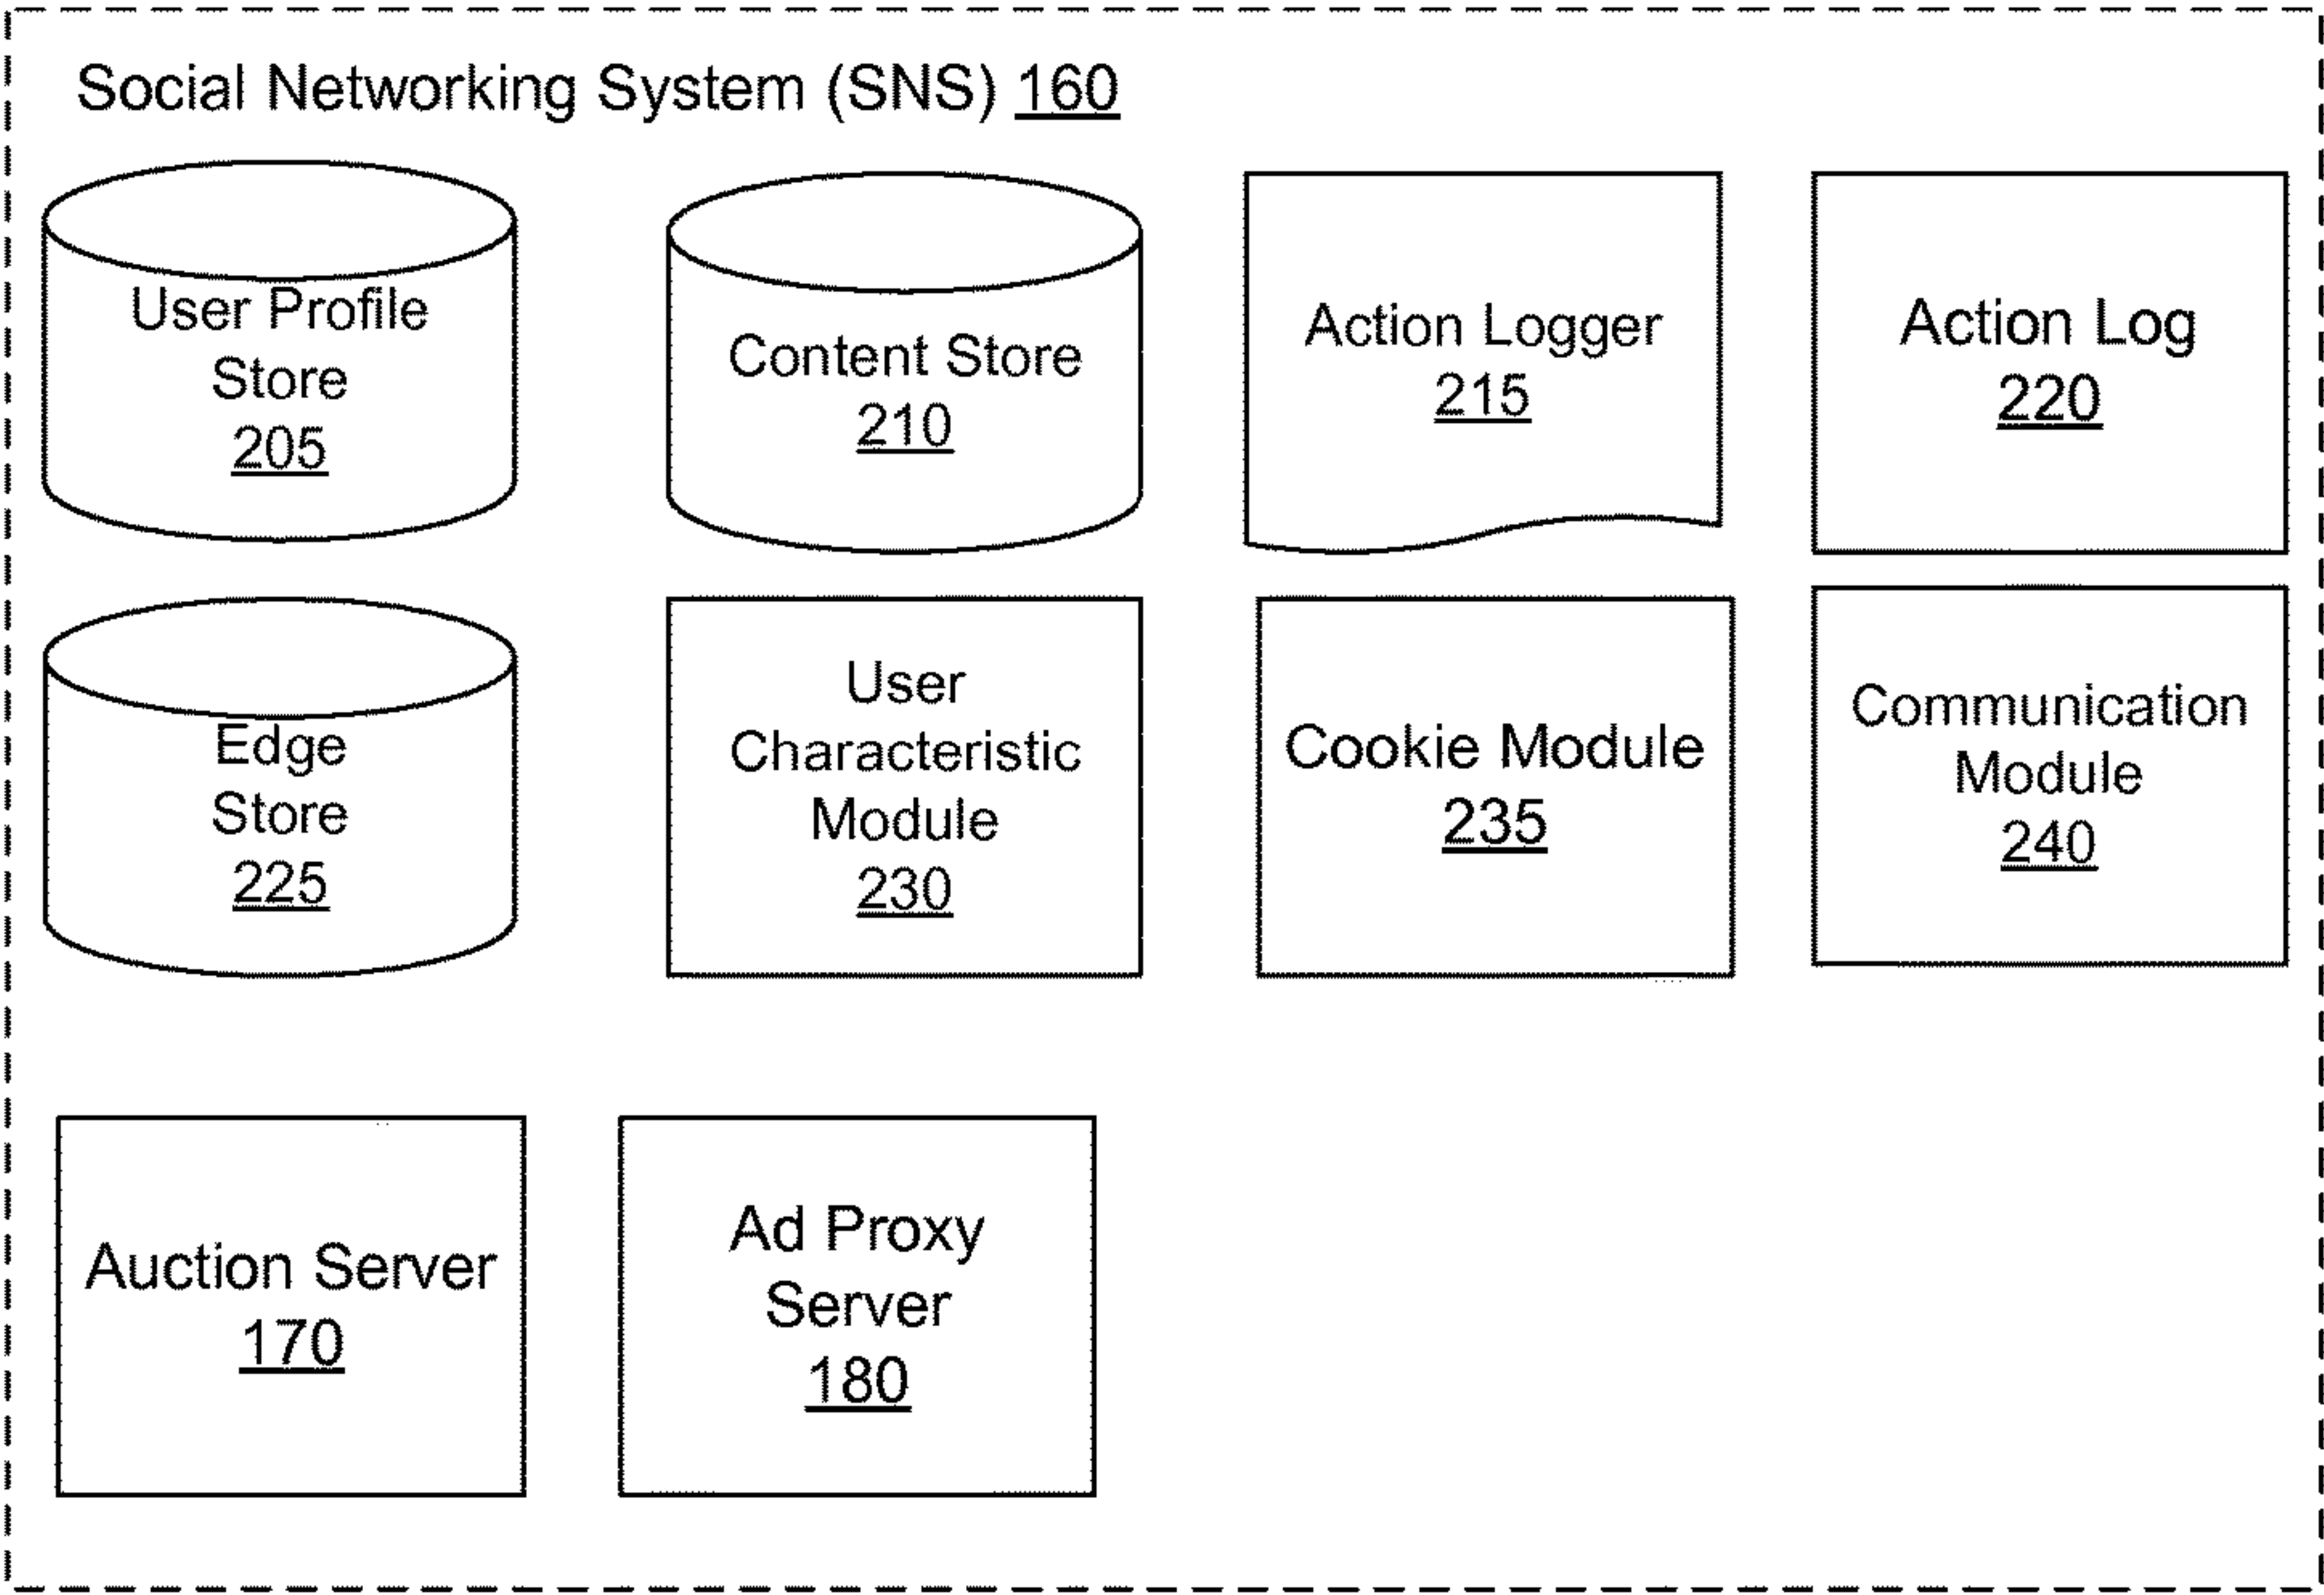 Social Networking System (SNS) 160
User Profile
Store
205
Content Store
210
Action Logger
215
Action Log
220
Edge
Store
225
User
Characteristic
Module
230
Cookie Module
235
Communication
Module
240
Auction Server
170
Ad Proxy
Server
180